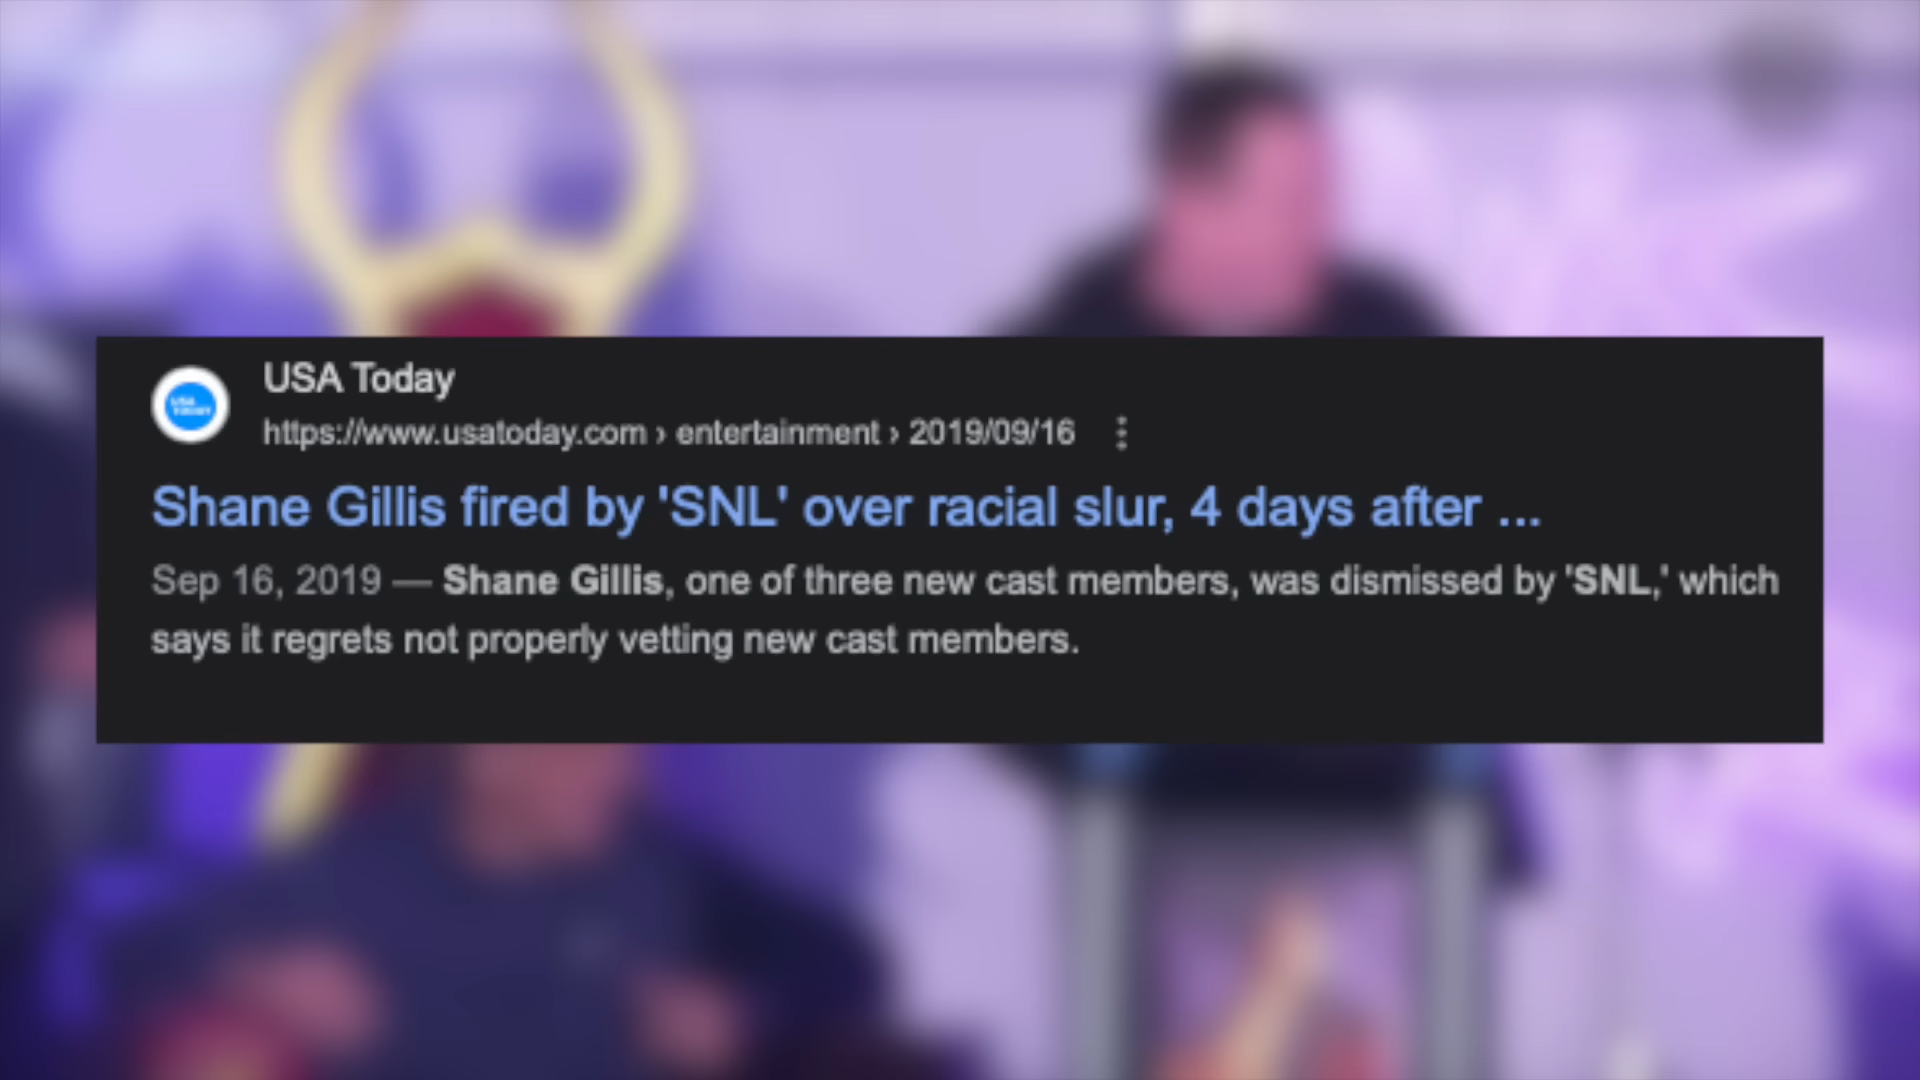 USA Today
https://www.usatoday.com › entertainment › 2019/09/16
Shane Gillis fired by 'SNL' over racial slur, 4 days after ...
Sep 16, 2019 — Shane Gillis, one of three new cast members, was dismissed by 'SNL,' which
says it regrets not properly vetting new cast members.
USA
TODAY